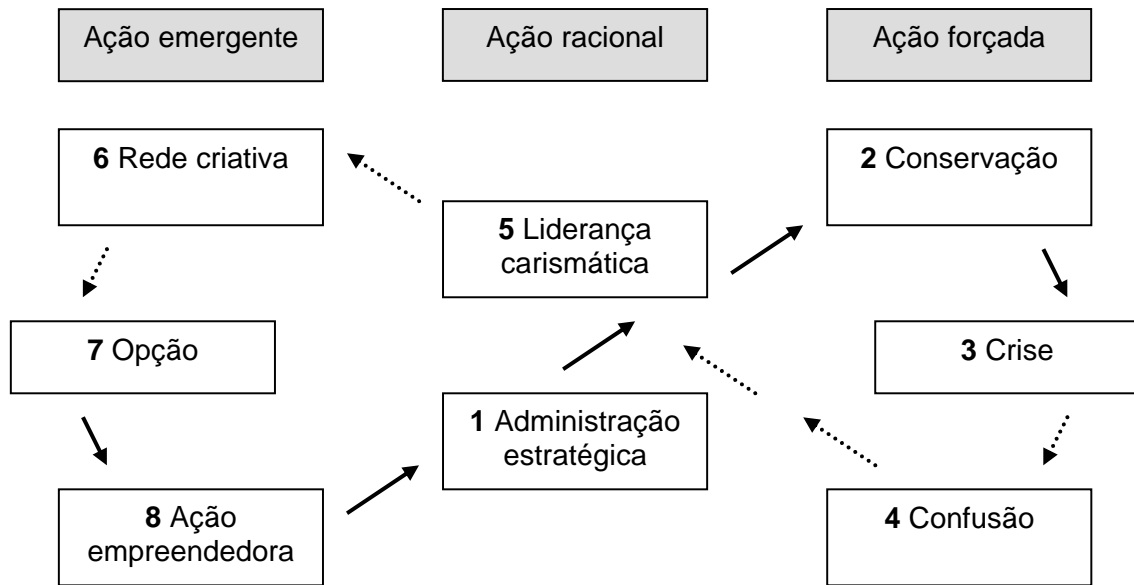 Ação emergente
Ação racional
Ação forçada
6 Rede criativa
2 Conservação
5 Liderança
carismática
7 Opção
3 Crise
1 Administração
estratégica
8 Ação
empreendedora
4 Confusão